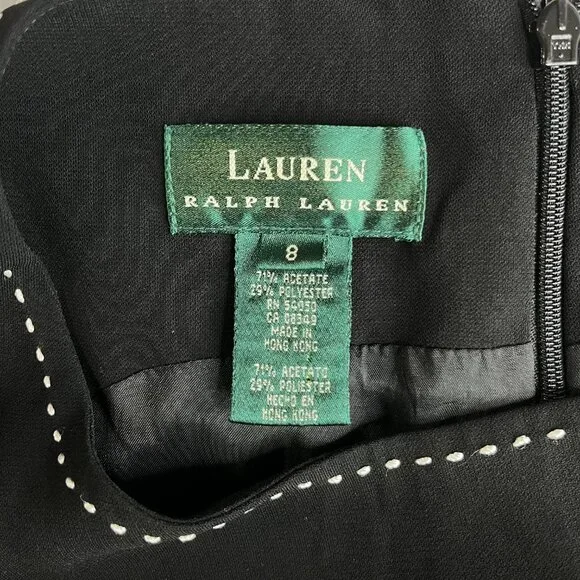 LAUREN
RALPH LAUREN
8
71% ACETATE
29% POLYESTER
RN 54050
CA 08349
MADE IN
HONG KONG
71% ACETATO
29% POLIESTER
HECHO EN
HONG KONG